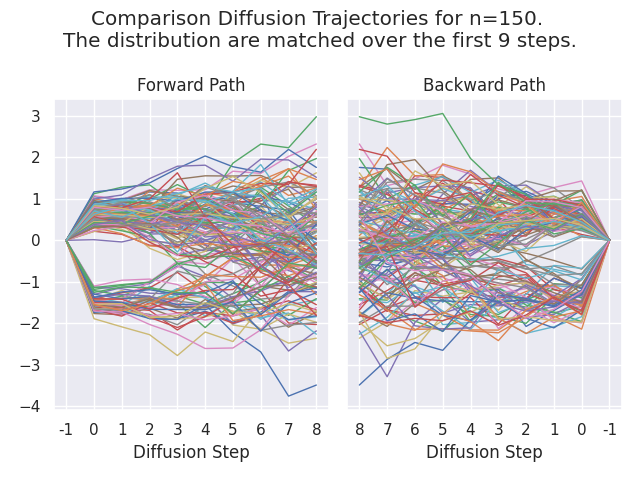 Comparison Diffusion Trajectories for n=150.
The distribution are matched over the first 9 steps.
Forward Path
Backward Path
3
2
1
0
−1
−2
−3
−4
-1 0 1 2 3 4 5 6 7 8
8 7 6 5 4 3 2 1 0 -1
Diffusion Step
Diffusion Step